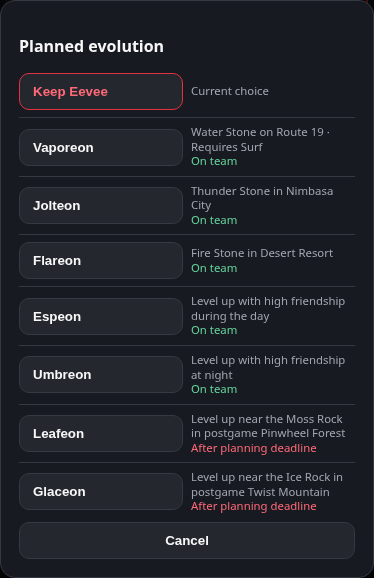 Planned evolution
Keep Eevee
Current choice
Vaporeon
Water Stone on Route 19 ·
Requires Surf
On team
Jolteon
Thunder Stone in Nimbasa
City
On team
Flareon
Fire Stone in Desert Resort
On team
Espeon
Level up with high friendship
during the day
On team
Umbreon
Level up with high friendship
at night
On team
Leafeon
Level up near the Moss Rock
in postgame Pinwheel Forest
After planning deadline
Glaceon
Level up near the Ice Rock in
postgame Twist Mountain
After planning deadline
Cancel